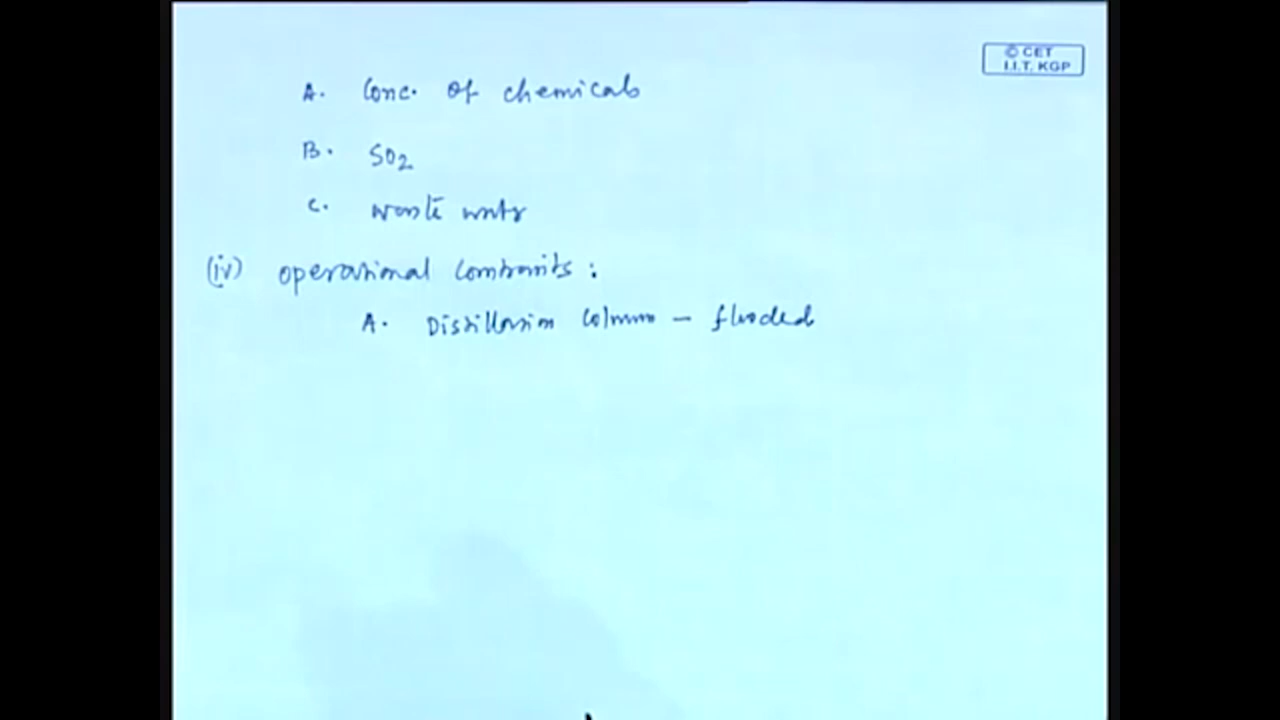 © CET
I.I.T. KGP
A. Conc. of chemicals
B. SO2
C. waste water
(iv) operational constraints :
A. Distillation column – flooded